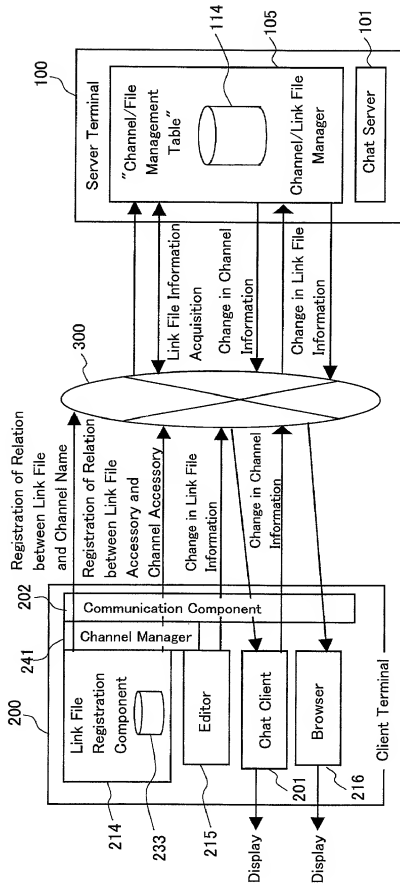 100
Server Terminal
"Channel/File
Management
Table"
114
105
Channel/Link File
Manager
101
Chat Server
Link File Information
Acquisition
Change in Channel
Information
Change in Link File
Information
300
Registration of Relation
between Link File
and Channel Name
Registration of Relation
between Link File
Accessory and
Channel Accessory
Change in Link File
Information
Change in Channel
Information
200
241
202
Communication Component
Channel Manager
Link File
Registration
Component
214
233
Editor
215
Chat Client
201
Browser
216
Client Terminal
Display
Display